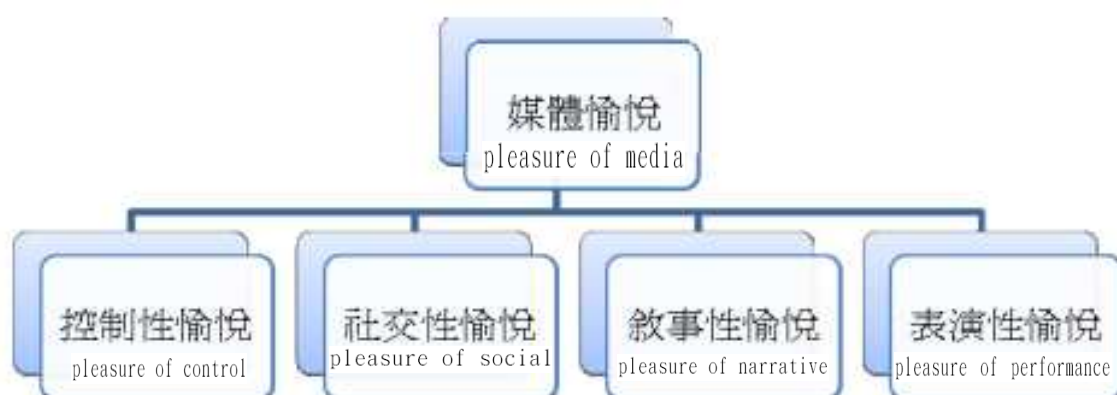 媒體愉悅
pleasure of media
控制性愉悅
pleasure of control
社交性愉悅
pleasure of social
敘事性愉悅
pleasure of narrative
表演性愉悅
pleasure of performance